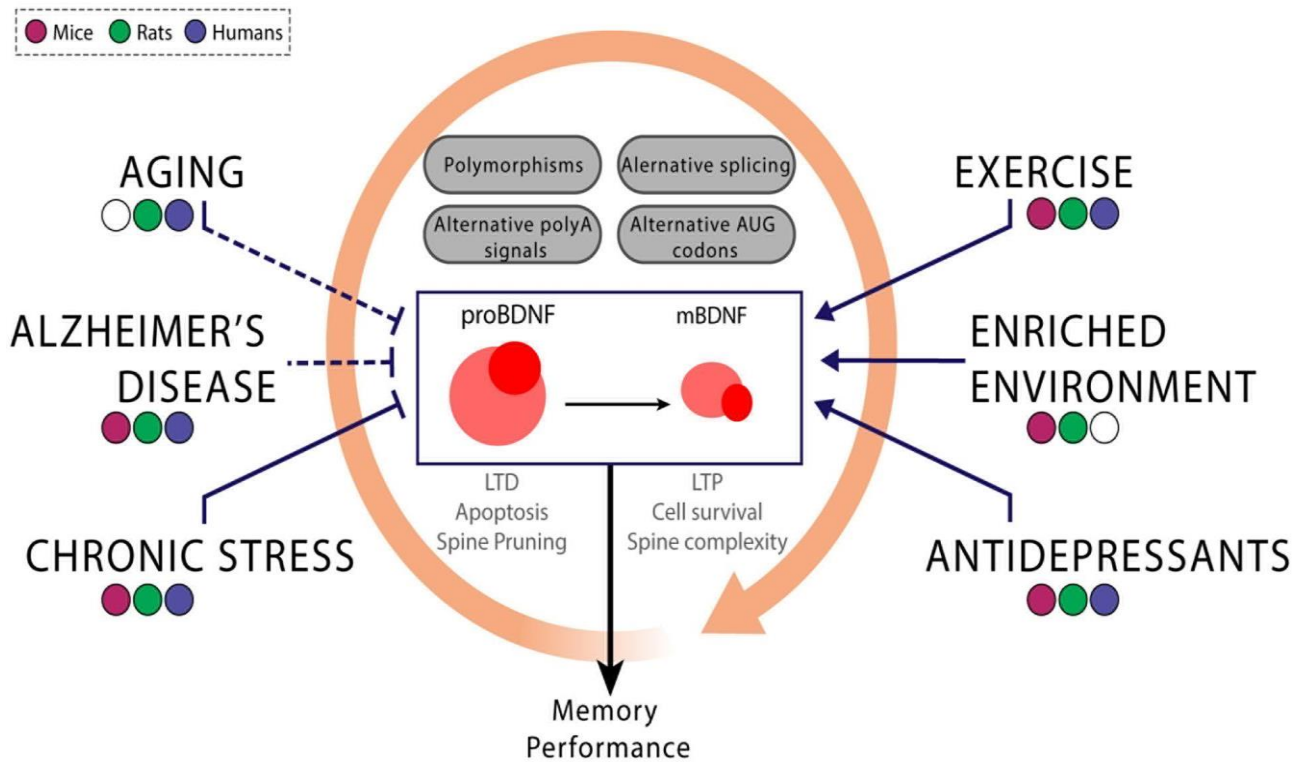 Mice Rats Humans
AGING
ALZHEIMER'S
DISEASE
CHRONIC STRESS
Polymorphisms
Alernative splicing
Alternative polyA
signals
Alternative AUG
codons
proBDNF
mBDNF
LTD
Apoptosis
Spine Pruning
LTP
Cell survival
Spine complexity
EXERCISE
ENRICHED
ENVIRONMENT
ANTIDEPRESSANTS
Memory
Performance